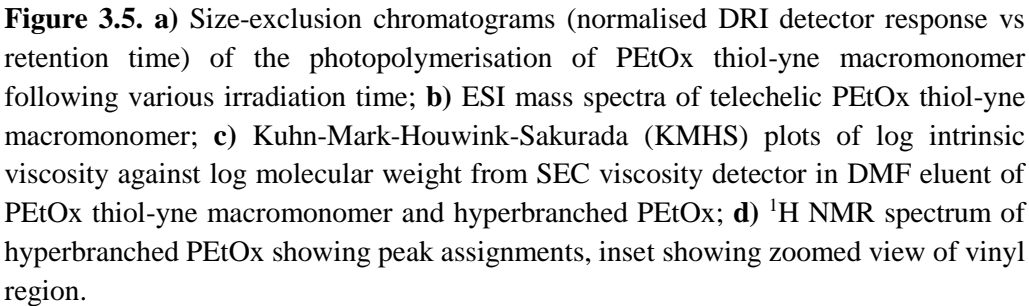 Figure 3.5. a) Size-exclusion chromatograms (normalised DRI detector response vs
retention time) of the photopolymerisation of PEtOx thiol-yne macromonomer
following various irradiation time; b) ESI mass spectra of telechelic PEtOx thiol-yne
macromonomer; c) Kuhn-Mark-Houwink-Sakurada (KMHS) plots of log intrinsic
viscosity against log molecular weight from SEC viscosity detector in DMF eluent of
PEtOx thiol-yne macromonomer and hyperbranched PEtOx; d) ¹H NMR spectrum of
hyperbranched PEtOx showing peak assignments, inset showing zoomed view of vinyl
region.